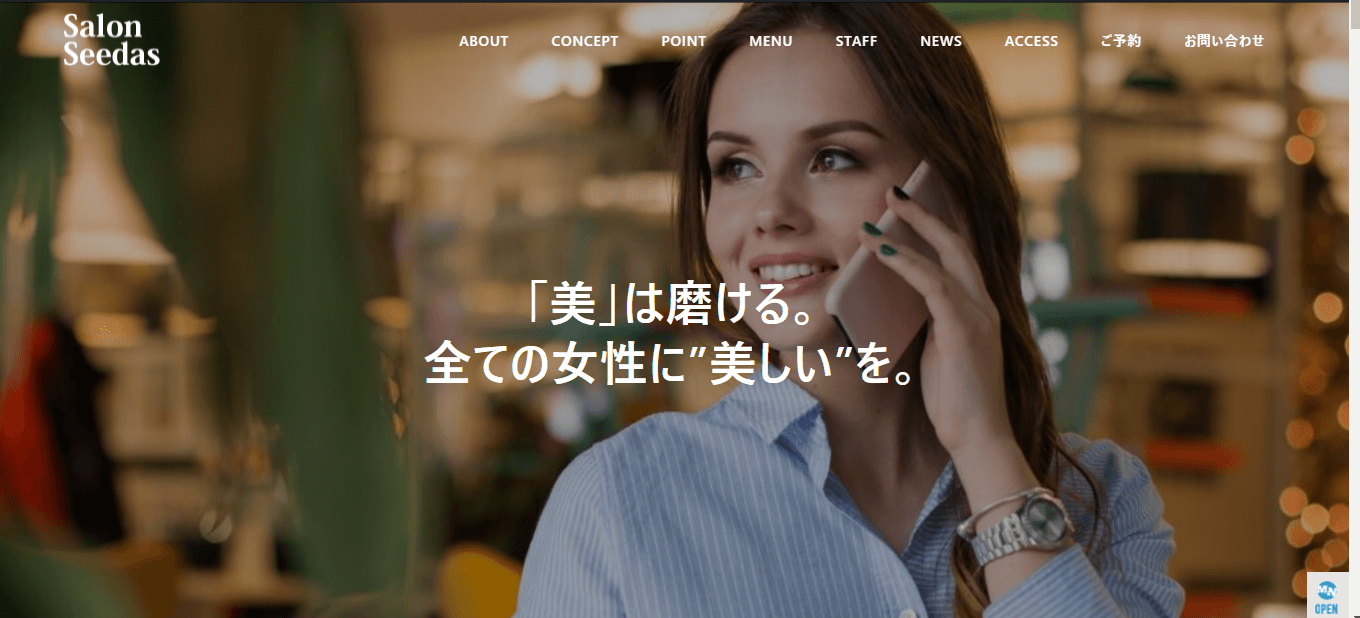 Salon
Seedas
ABOUT CONCEPT POINT MENU STAFF NEWS ACCESS ご予約 お問い合わせ
「美」は磨ける。
全ての女性に”美しい”を。
MN
OPEN